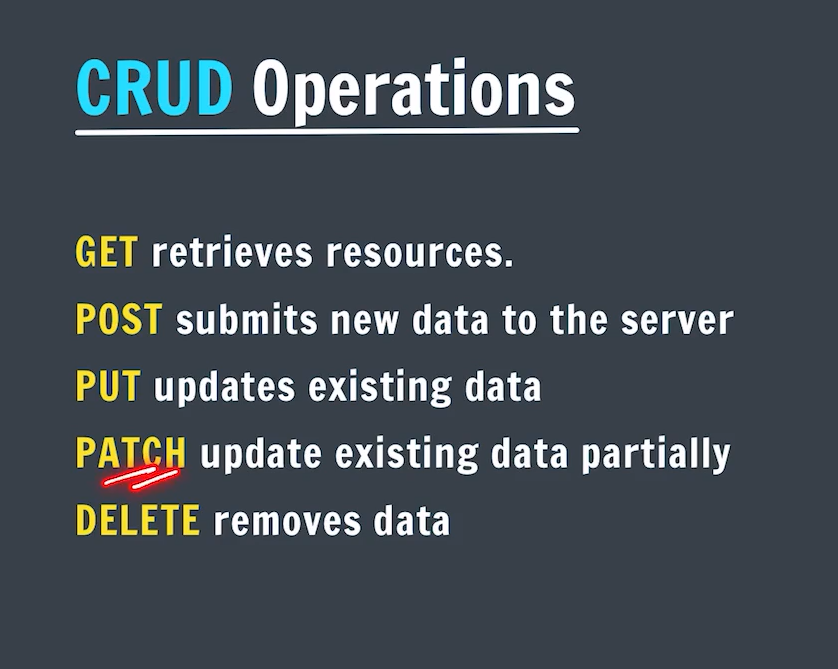 CRUD Operations
GET retrieves resources.
POST submits new data to the server
PUT updates existing data
PATCH update existing data partially
DELETE removes data